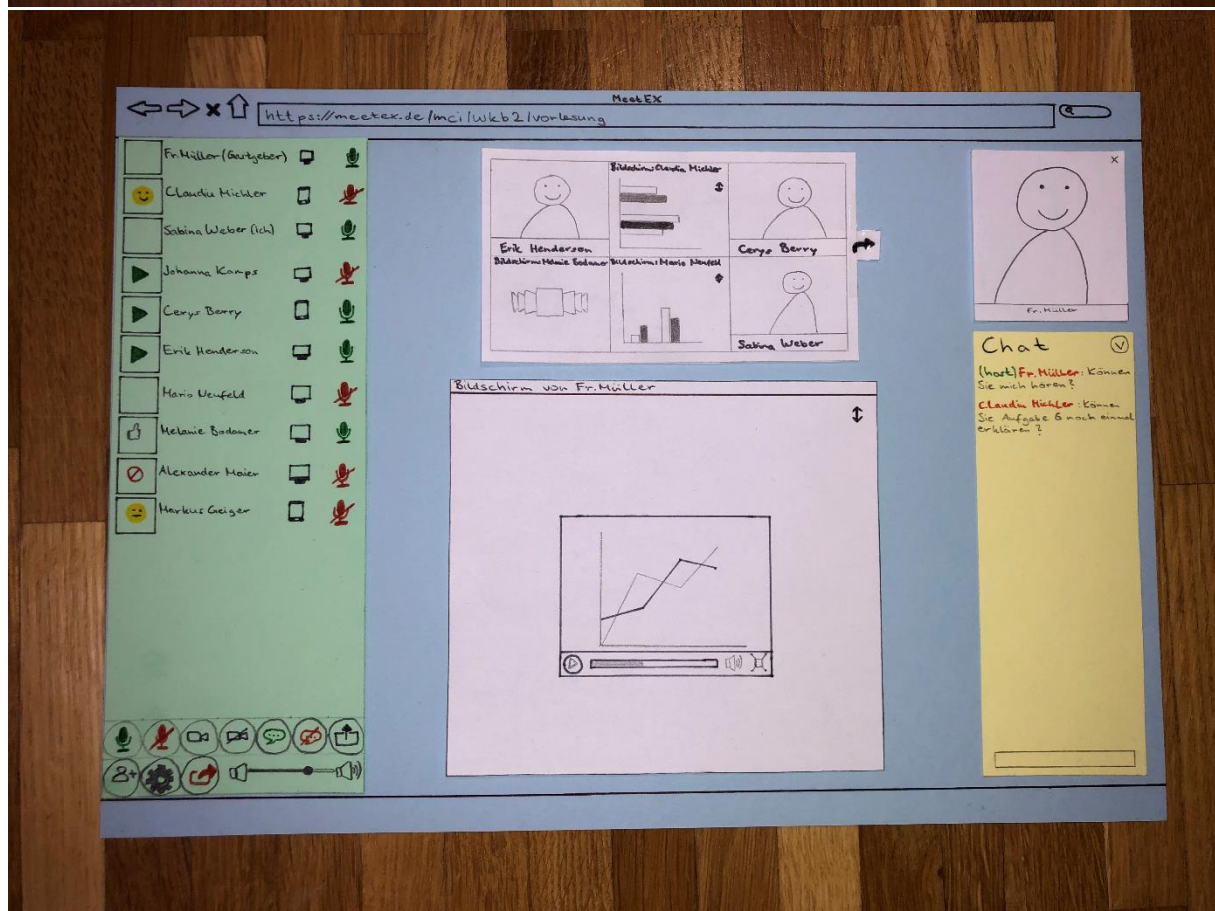 MeetEX
https://meetex.de/mci/wkb2/vorlesung
Fr. Müller (Gastgeber)
Claudia Michler
Sabina Weber (ich)
Johanna Kamps
Cerys Berry
Erik Henderson
Mario Neufeld
Melanie Bodamer
Alexander Maier
Markus Geiger
Bildschirm: Claudia Michler
Erik Henderson
Cerys Berry
Bildschirm: Melanie Bodamer
Bildschirm: Mario Neufeld
Sabina Weber
Bildschirm von Fr. Müller
Fr. Müller
Chat
(host) Fr. Müller: Können
Sie mich hören?
Claudia Michler: Können
Sie Aufgabe 6 noch einmal
erklären?